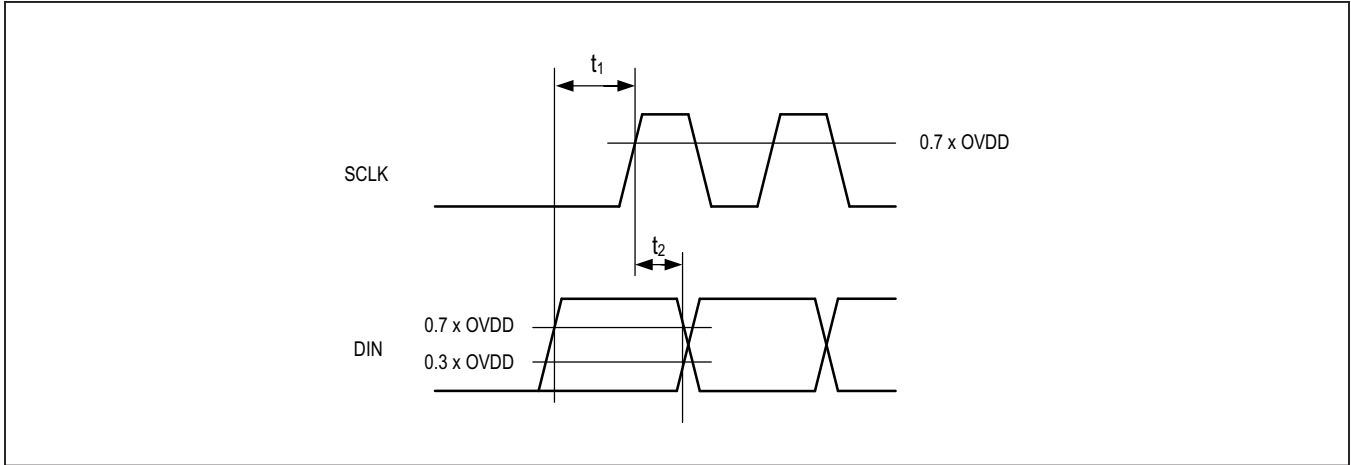 t₁
0.7 x OVDD
SCLK
t₂
0.7 x OVDD
DIN
0.3 x OVDD